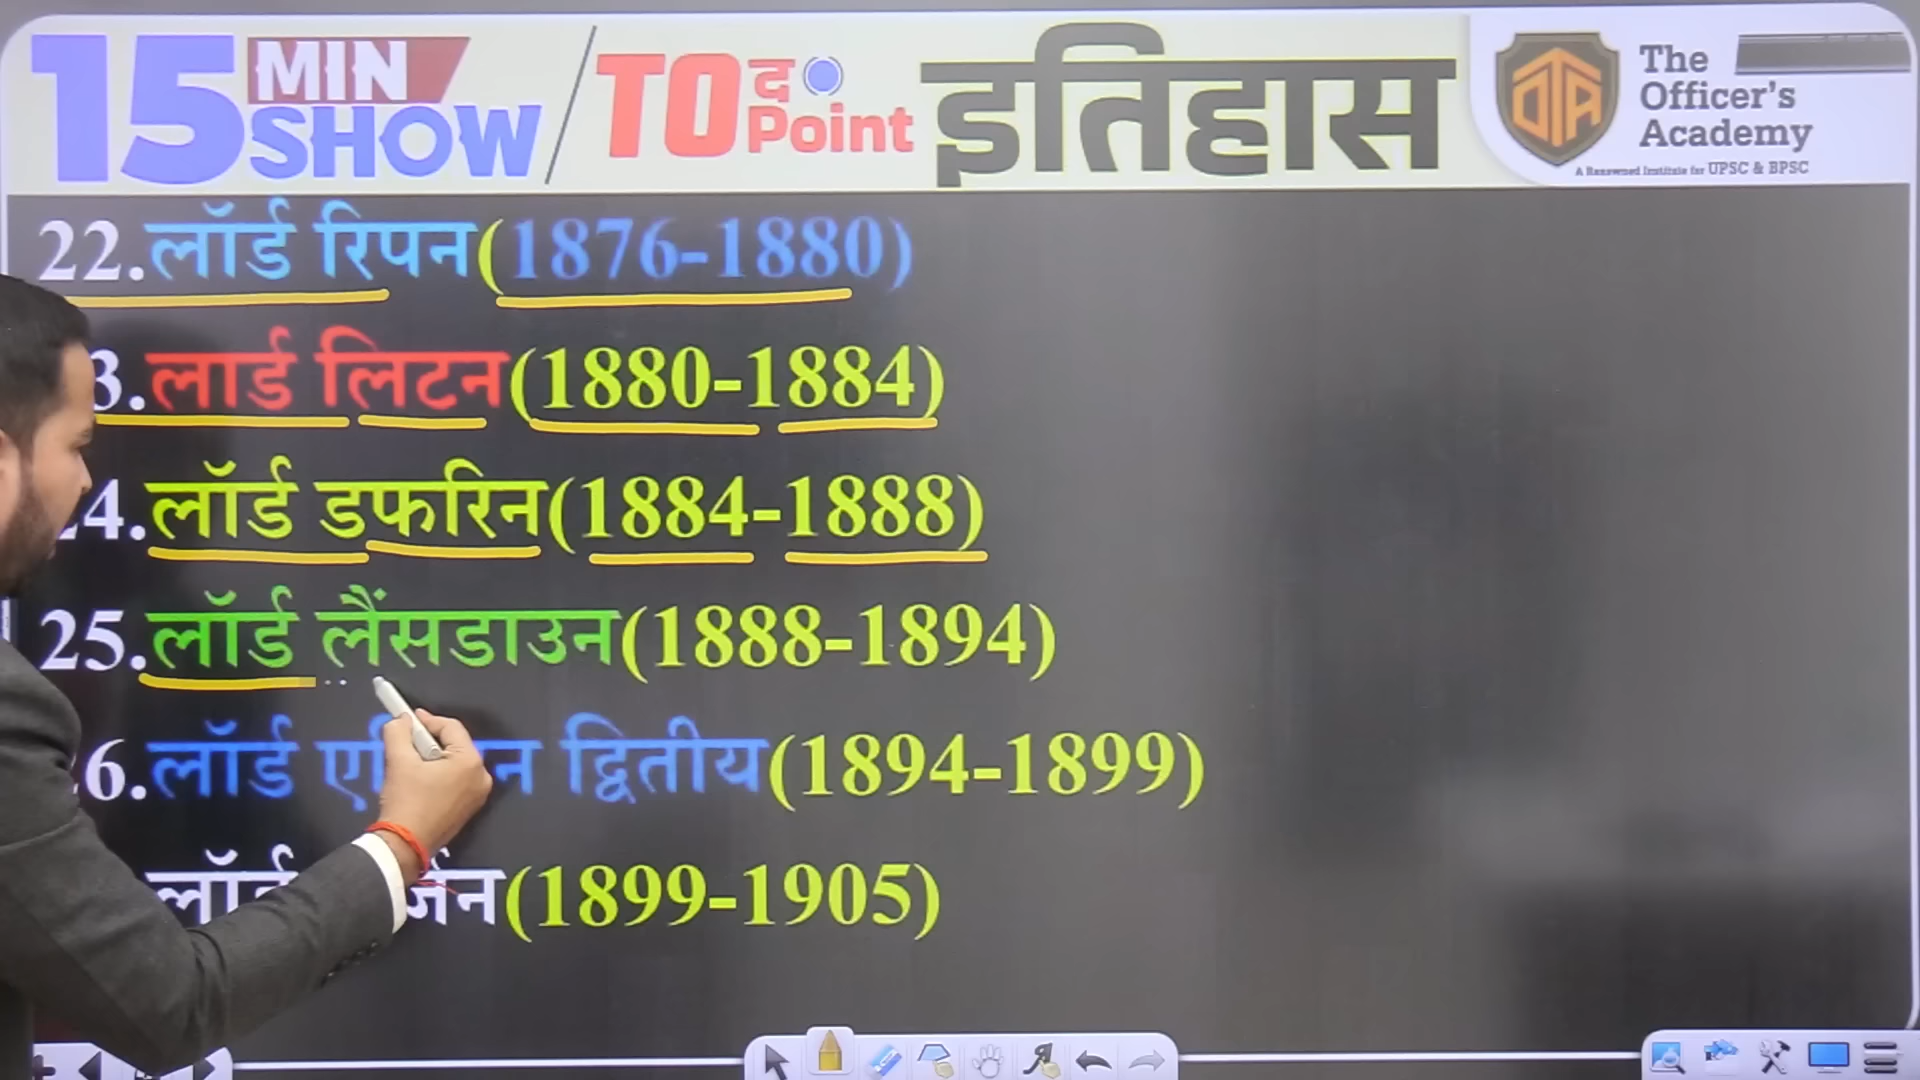 15 MIN SHOW / TO द Point इतिहास
OTA The Officer's Academy
A Renowned Institute for UPSC & BPSC
22.लॉर्ड रिपन(1876-1880)
3.लार्ड लिटन(1880-1884)
4.लॉर्ड डफरिन(1884-1888)
25.लॉर्ड लैंसडाउन(1888-1894)
6.लॉर्ड द्वितीय(1894-1899)
लॉर्ड (1899-1905)